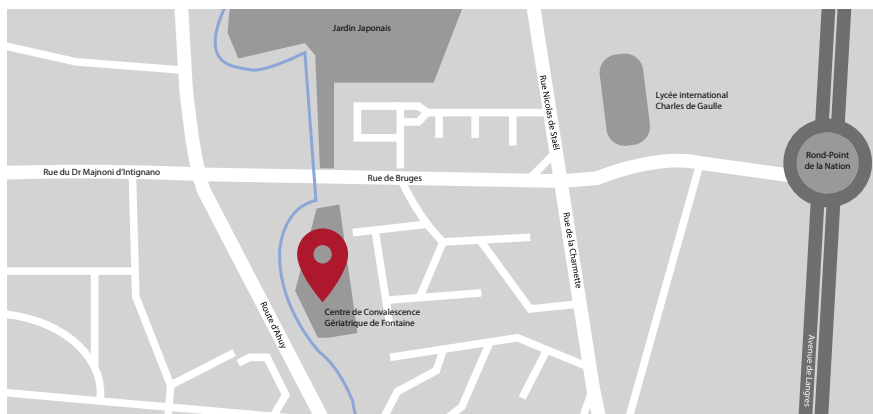 Jardin Japonais
Rue Nicolas de Staël
Lycée international
Charles de Gaulle
Rond-Point
de la Nation
Rue du Dr Majnoni d'Intignano
Rue de Bruges
Rue de la Charmette
Route d'Ahuy
Centre de Convalescence
Gériatrique de Fontaine
Avenue de Langres